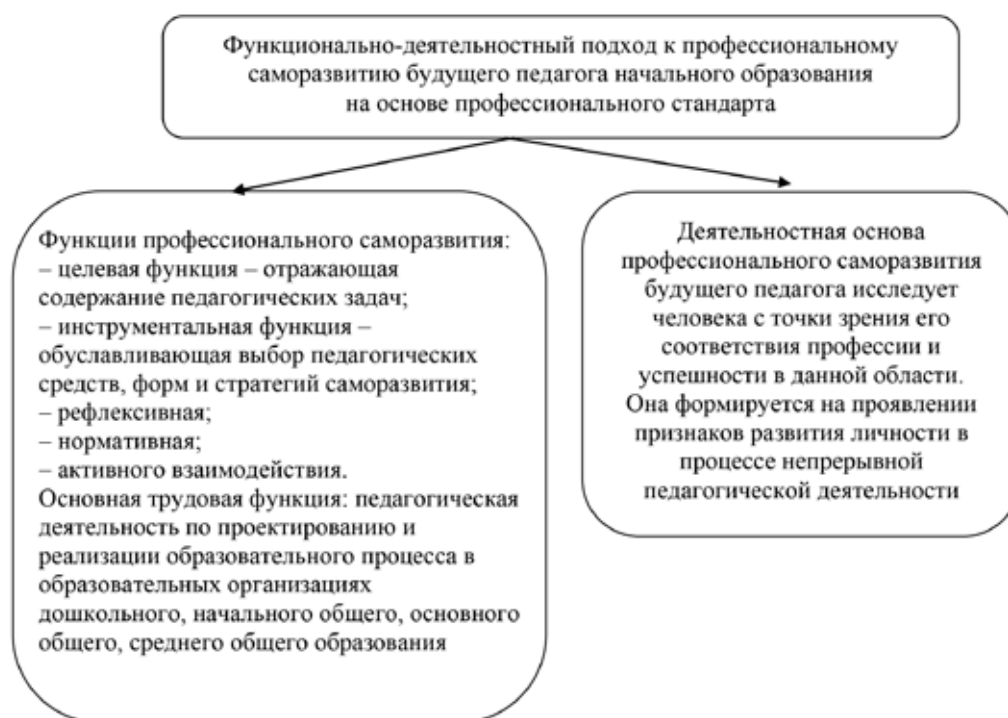 Функционально-деятельностный подход к профессиональному
саморазвитию будущего педагога начального образования
на основе профессионального стандарта
Функции профессионального саморазвития:
– целевая функция – отражающая
содержание педагогических задач;
– инструментальная функция –
обуславливающая выбор педагогических
средств, форм и стратегий саморазвития;
– рефлексивная;
– нормативная;
– активного взаимодействия.
Основная трудовая функция: педагогическая
деятельность по проектированию и
реализации образовательного процесса в
образовательных организациях
дошкольного, начального общего, основного
общего, среднего общего образования
Деятельностная основа
профессионального саморазвития
будущего педагога исследует
человека с точки зрения его
соответствия профессии и
успешности в данной области.
Она формируется на проявлении
признаков развития личности в
процессе непрерывной
педагогической деятельности